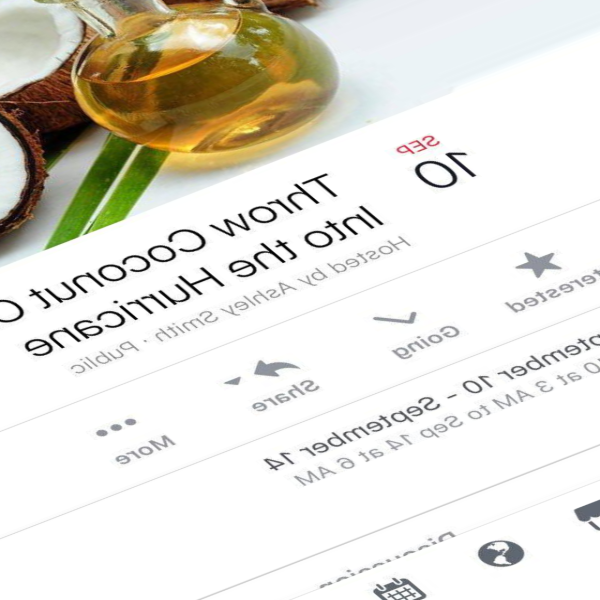 SEP
10
Throw Coconut
Into the Hurricane
Hosted by Ashley Smith · Public
Going
Share
More
10 - September 14
at 3 AM to Sep 14 at 6 AM